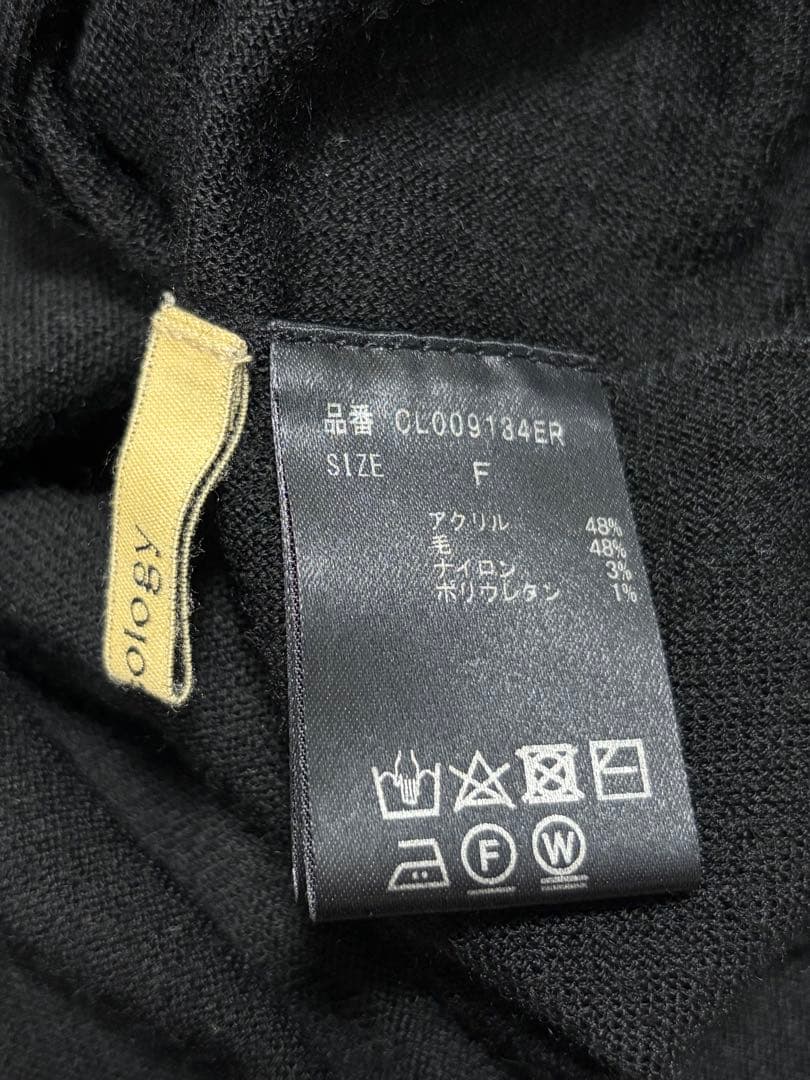 品番 CL009134ER
SIZE F
アクリル 48%
毛 48%
ナイロン 3%
ポリウレタン 1%
F W
ology